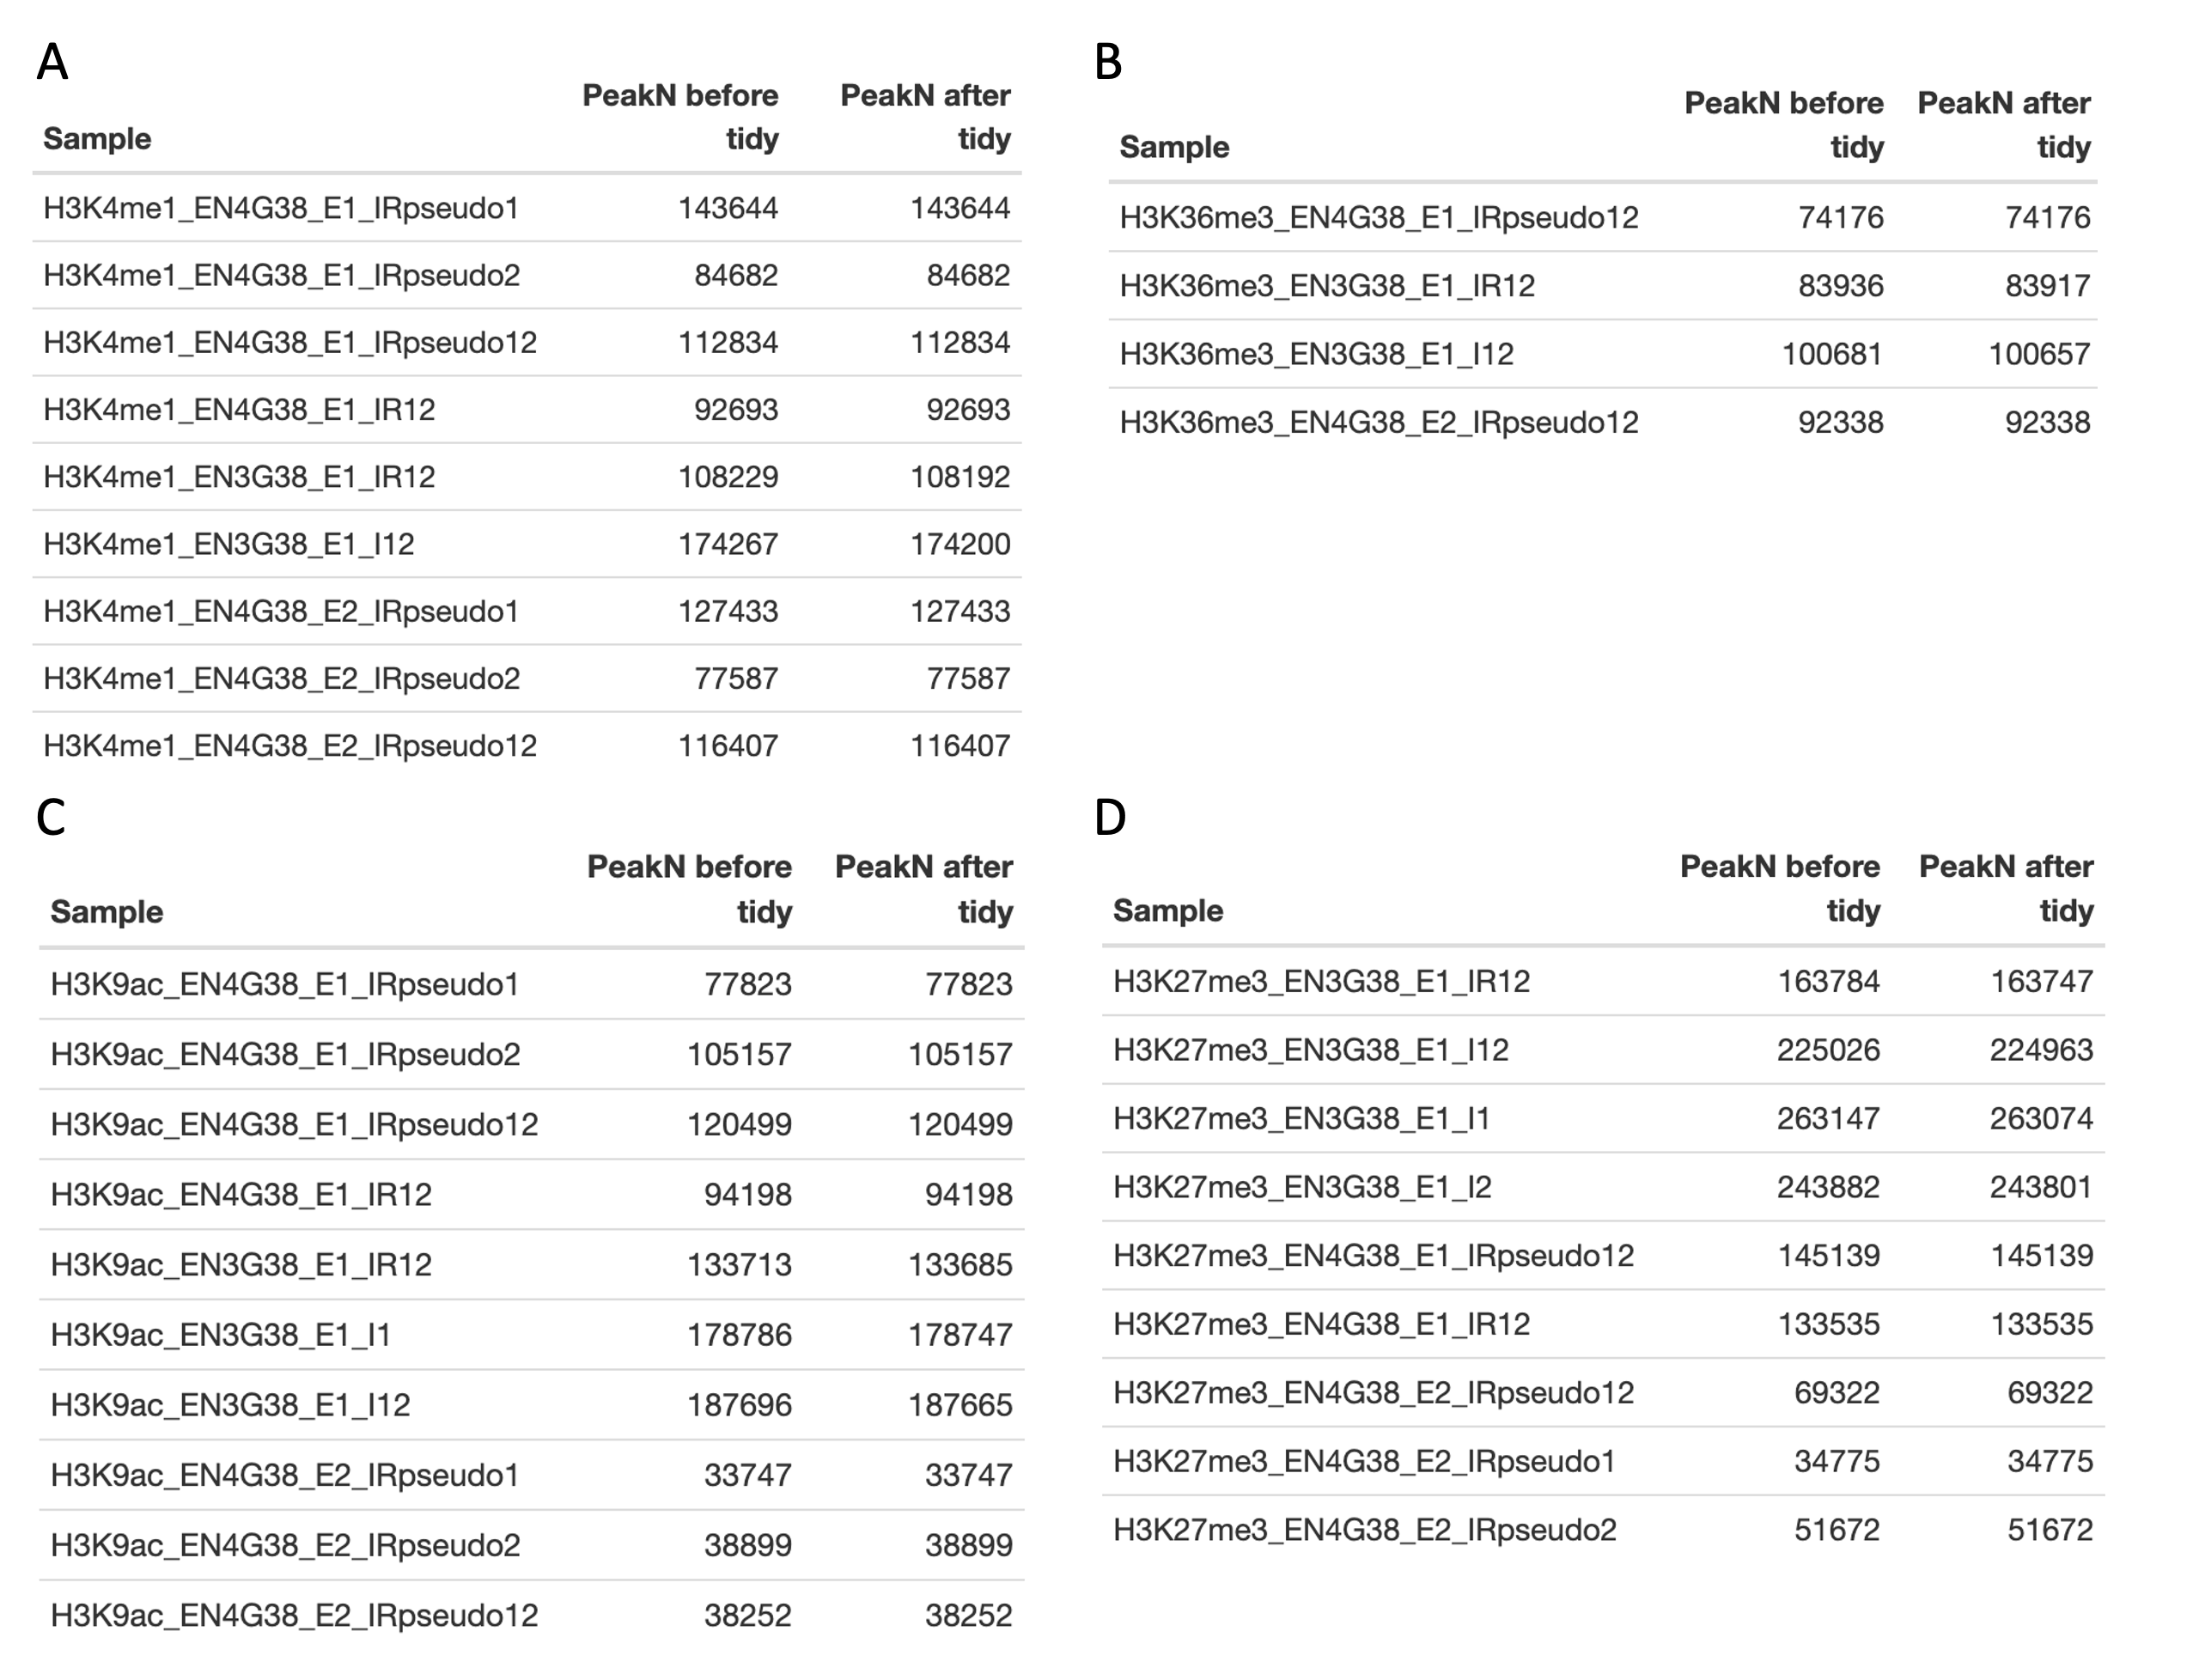 A
PeakN before PeakN after
Sample tidy tidy
H3K4me1_EN4G38_E1_IRpseudo1 143644 143644
H3K4me1_EN4G38_E1_IRpseudo2 84682 84682
H3K4me1_EN4G38_E1_IRpseudo12 112834 112834
H3K4me1_EN4G38_E1_IR12 92693 92693
H3K4me1_EN3G38_E1_IR12 108229 108192
H3K4me1_EN3G38_E1_I12 174267 174200
H3K4me1_EN4G38_E2_IRpseudo1 127433 127433
H3K4me1_EN4G38_E2_IRpseudo2 77587 77587
H3K4me1_EN4G38_E2_IRpseudo12 116407 116407
B
PeakN before PeakN after
Sample tidy tidy
H3K36me3_EN4G38_E1_IRpseudo12 74176 74176
H3K36me3_EN3G38_E1_IR12 83936 83917
H3K36me3_EN3G38_E1_I12 100681 100657
H3K36me3_EN4G38_E2_IRpseudo12 92338 92338
C
PeakN before PeakN after
Sample tidy tidy
H3K9ac_EN4G38_E1_IRpseudo1 77823 77823
H3K9ac_EN4G38_E1_IRpseudo2 105157 105157
H3K9ac_EN4G38_E1_IRpseudo12 120499 120499
H3K9ac_EN4G38_E1_IR12 94198 94198
H3K9ac_EN3G38_E1_IR12 133713 133685
H3K9ac_EN3G38_E1_I1 178786 178747
H3K9ac_EN3G38_E1_I12 187696 187665
H3K9ac_EN4G38_E2_IRpseudo1 33747 33747
H3K9ac_EN4G38_E2_IRpseudo2 38899 38899
H3K9ac_EN4G38_E2_IRpseudo12 38252 38252
D
PeakN before PeakN after
Sample tidy tidy
H3K27me3_EN3G38_E1_IR12 163784 163747
H3K27me3_EN3G38_E1_I12 225026 224963
H3K27me3_EN3G38_E1_I1 263147 263074
H3K27me3_EN3G38_E1_I2 243882 243801
H3K27me3_EN4G38_E1_IRpseudo12 145139 145139
H3K27me3_EN4G38_E1_IR12 133535 133535
H3K27me3_EN4G38_E2_IRpseudo12 69322 69322
H3K27me3_EN4G38_E2_IRpseudo1 34775 34775
H3K27me3_EN4G38_E2_IRpseudo2 51672 51672